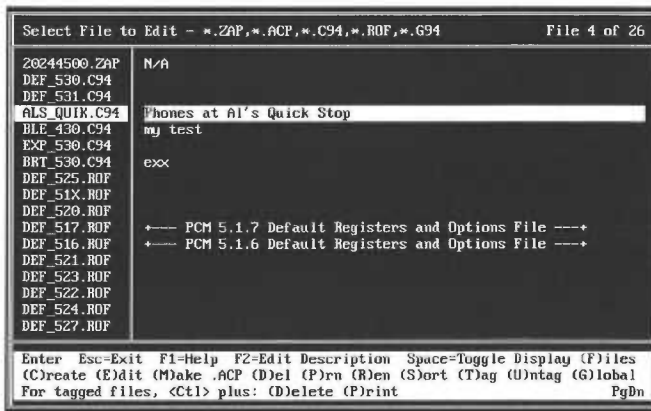 Select File to Edit - *.ZAP,*.ACP,*.C94,*.ROF,*.G94 File 4 of 26
20244500.ZAP N/A
DEF_530.C94
DEF_531.C94
ALS_QUIK.C94 Phones at Al's Quick Stop
BLE_430.C94 my test
EXP_530.C94
BRT_530.C94 exx
DEF_525.ROF
DEF_51X.ROF
DEF_520.ROF
DEF_517.ROF +--- PCM 5.1.7 Default Registers and Options File ---+
DEF_516.ROF +--- PCM 5.1.6 Default Registers and Options File ---+
DEF_521.ROF
DEF_523.ROF
DEF_522.ROF
DEF_524.ROF
DEF_527.ROF
Enter Esc=Exit F1=Help F2=Edit Description Space=Toggle Display (F)iles
(C)reate (E)dit (M)ake .ACP (D)el (P)rn (R)en (S)ort (T)ag (U)ntag (G)lobal
For tagged files, <Ctl> plus: (D)elete (P)rint PgDn